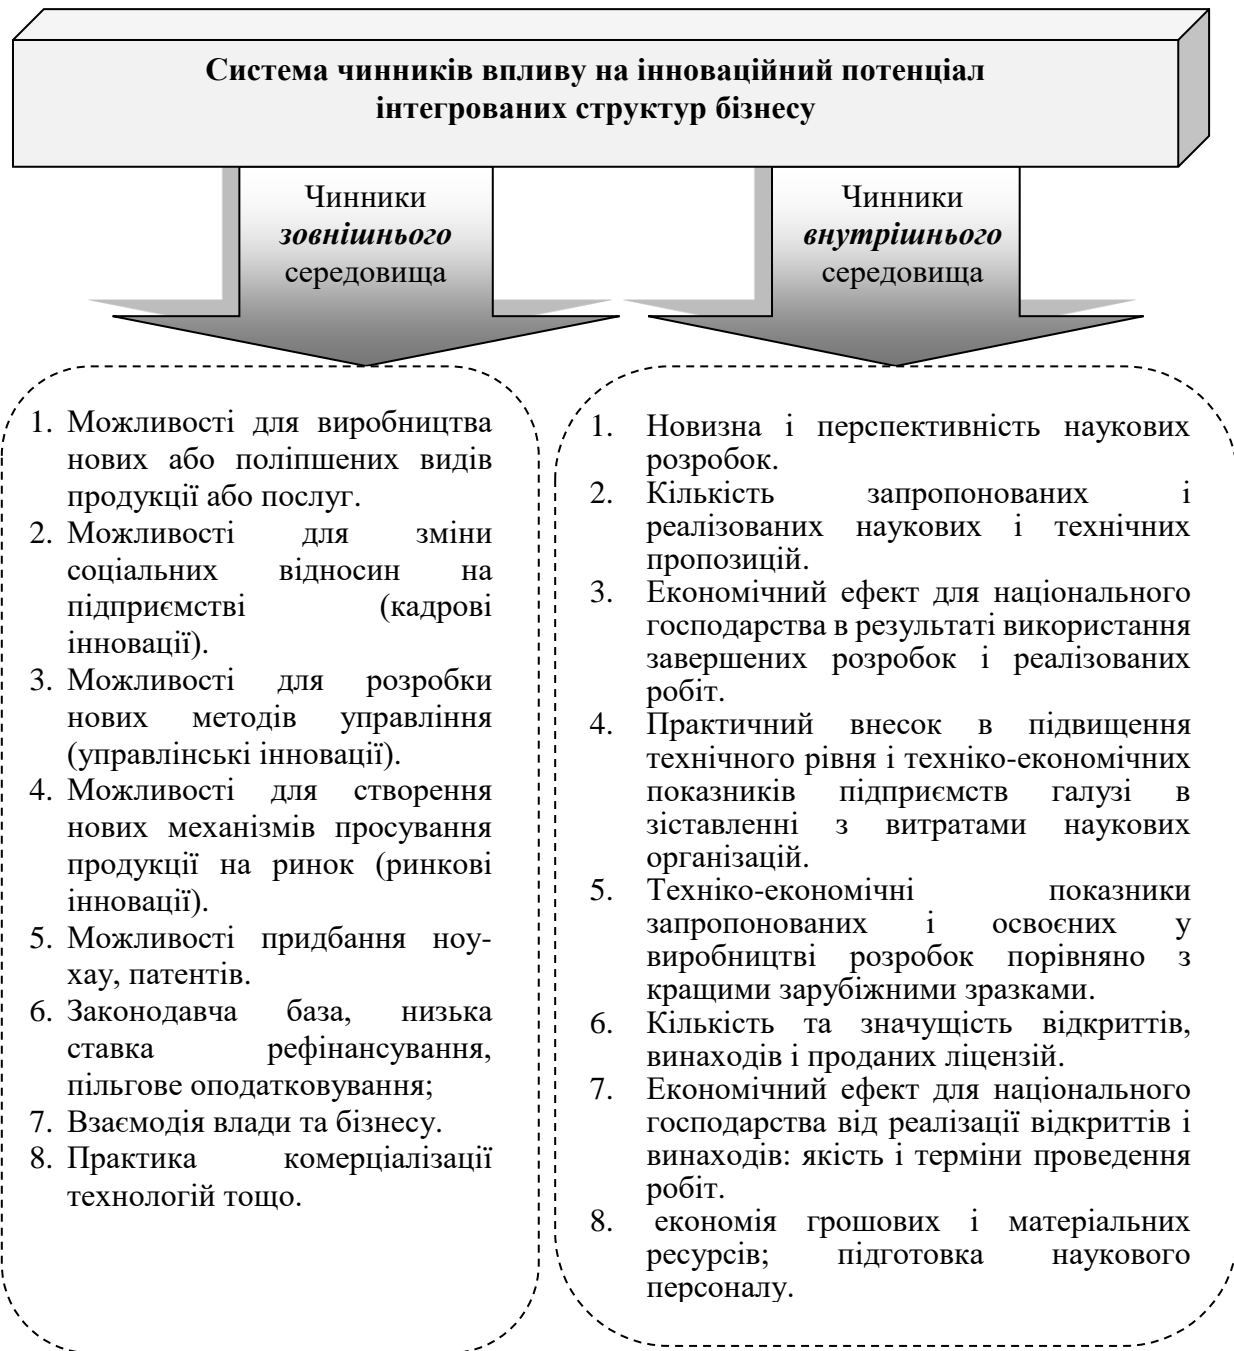 Система чинників впливу на інноваційний потенціал
інтегрованих структур бізнесу
Чинники
зовнішнього
середовища
Чинники
внутрішнього
середовища
1. Можливості для виробництва
нових або поліпшених видів
продукції або послуг.
2. Можливості для зміни
соціальних відносин на
підприємстві (кадрові
інновації).
3. Можливості для розробки
нових методів управління
(управлінські інновації).
4. Можливості для створення
нових механізмів просування
продукції на ринок (ринкові
інновації).
5. Можливості придбання ноу-
хау, патентів.
6. Законодавча база, низька
ставка рефінансування,
пільгове оподатковування;
7. Взаємодія влади та бізнесу.
8. Практика комерціалізації
технологій тощо.
1. Новизна і перспективність наукових
розробок.
2. Кількість запропонованих і
реалізованих наукових і технічних
пропозицій.
3. Економічний ефект для національного
господарства в результаті використання
завершених розробок і реалізованих
робіт.
4. Практичний внесок в підвищення
технічного рівня і техніко-економічних
показників підприємств галузі в
зіставленні з витратами наукових
організацій.
5. Техніко-економічні показники
запропонованих і освоєних у
виробництві розробок порівняно з
кращими зарубіжними зразками.
6. Кількість та значущість відкриттів,
винаходів і проданих ліцензій.
7. Економічний ефект для національного
господарства від реалізації відкриттів і
винаходів: якість і терміни проведення
робіт.
8. економія грошових і матеріальних
ресурсів; підготовка наукового
персоналу.